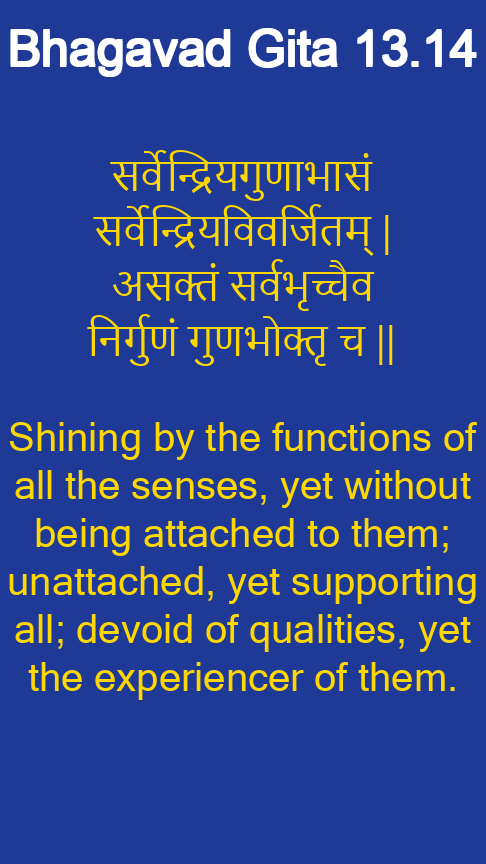 Bhagavad Gita 13.14
सर्वेन्द्रियगुणाभासं
सर्वेन्द्रियविवर्जितम् |
असक्तं सर्वभृच्चैव
निर्गुणं गुणभोक्तृ च ||
Shining by the functions of
all the senses, yet without
being attached to them;
unattached, yet supporting
all; devoid of qualities, yet
the experiencer of them.